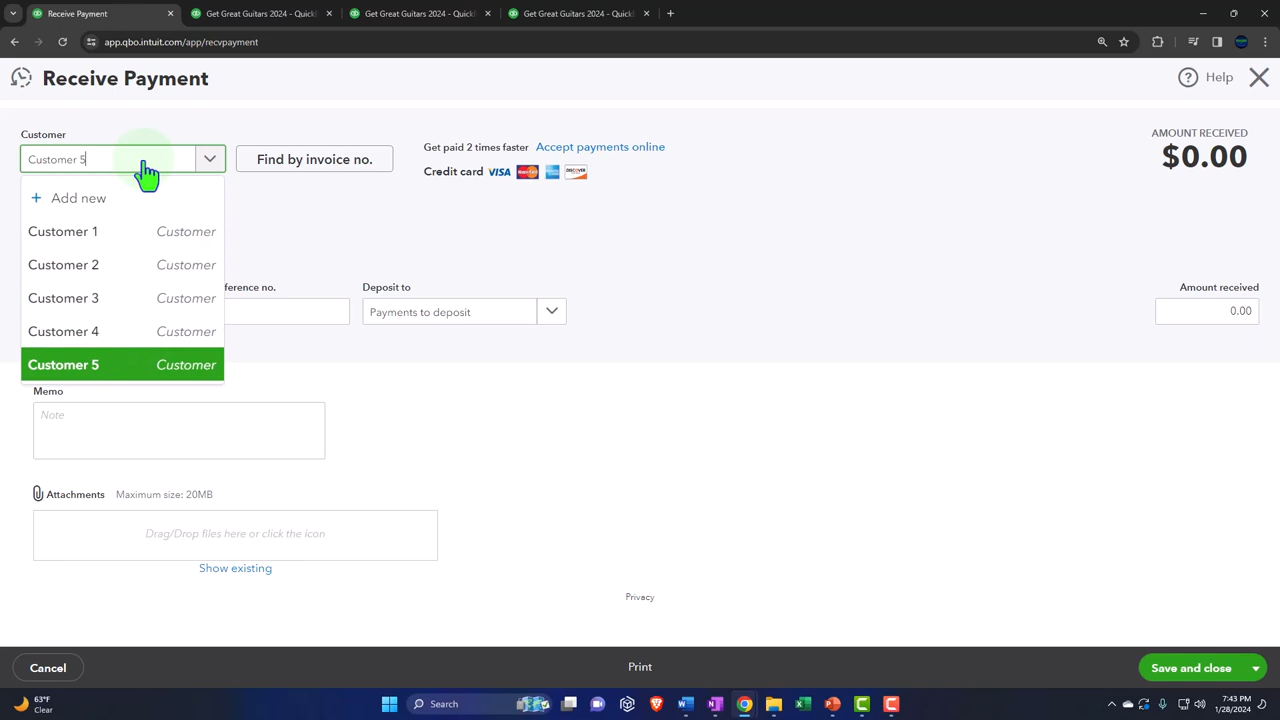 Receive Payment
Get Great Guitars 2024 - Quick
Get Great Guitars 2024 - Quick
Get Great Guitars 2024 - Quick
app.qbo.intuit.com/app/recvpayment
Receive Payment
Help
Customer
Customer 5
Find by invoice no.
Get paid 2 times faster Accept payments online
Credit card VISA MasterCard DISCOVER
AMOUNT RECEIVED
$0.00
+ Add new
Customer 1 Customer
Customer 2 Customer
Customer 3 Customer
Customer 4 Customer
Customer 5 Customer
ference no.
Deposit to
Payments to deposit
Amount received
0.00
Memo
Note
Attachments Maximum size: 20MB
Drag/Drop files here or click the icon
Show existing
Privacy
Cancel
Print
Save and close
63°F
Clear
Search
7:43 PM
1/28/2024